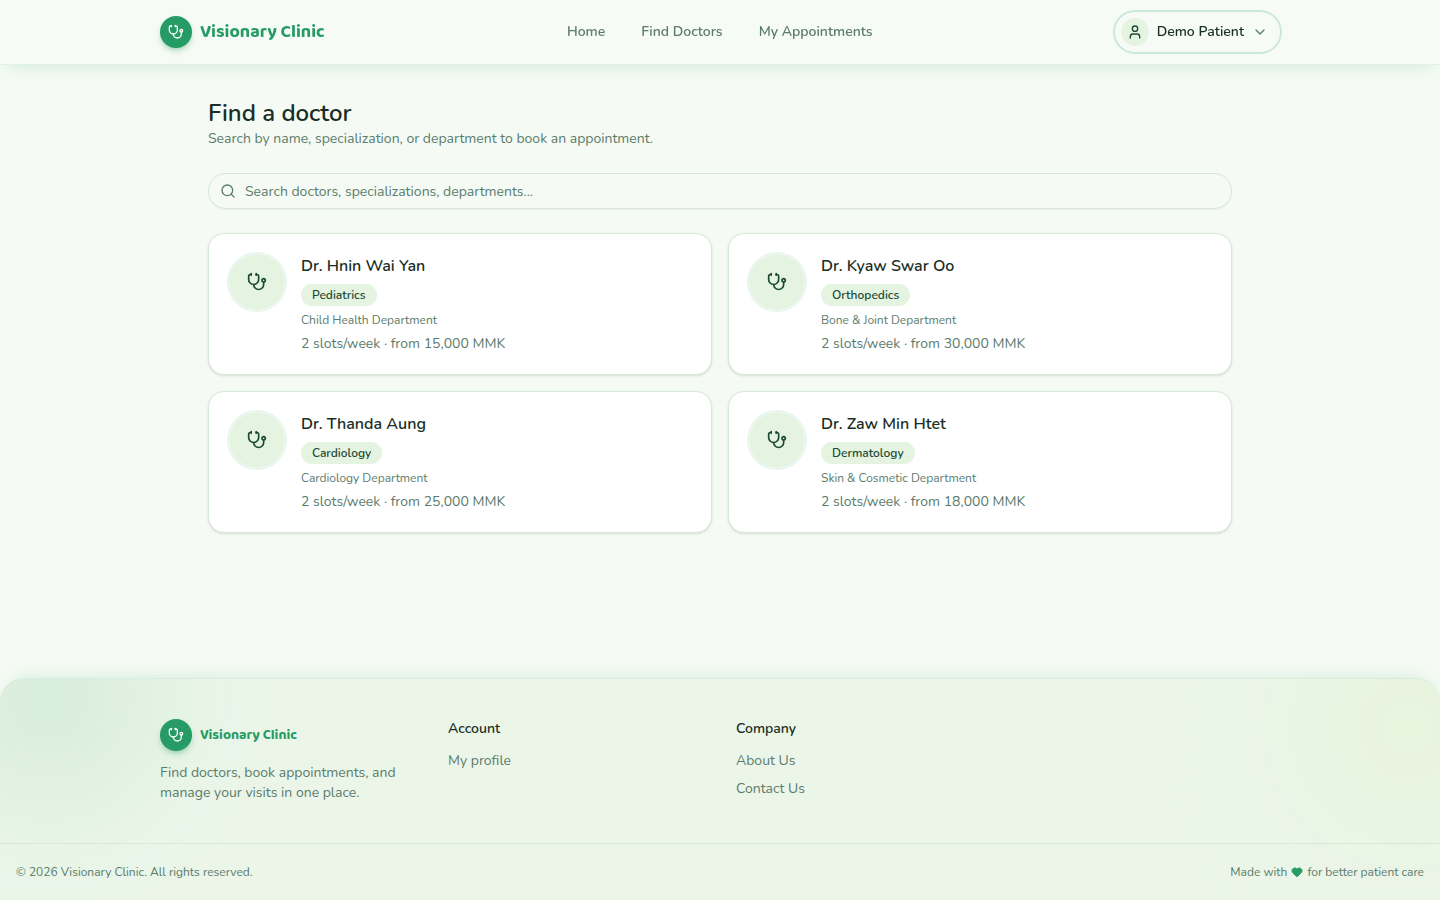 Visionary Clinic
Home
Find Doctors
My Appointments
Demo Patient
Find a doctor
Search by name, specialization, or department to book an appointment.
Search doctors, specializations, departments...
Dr. Hnin Wai Yan
Pediatrics
Child Health Department
2 slots/week · from 15,000 MMK
Dr. Kyaw Swar Oo
Orthopedics
Bone & Joint Department
2 slots/week · from 30,000 MMK
Dr. Thanda Aung
Cardiology
Cardiology Department
2 slots/week · from 25,000 MMK
Dr. Zaw Min Htet
Dermatology
Skin & Cosmetic Department
2 slots/week · from 18,000 MMK
Visionary Clinic
Find doctors, book appointments, and
manage your visits in one place.
Account
My profile
Company
About Us
Contact Us
© 2026 Visionary Clinic. All rights reserved.
Made with 💚 for better patient care